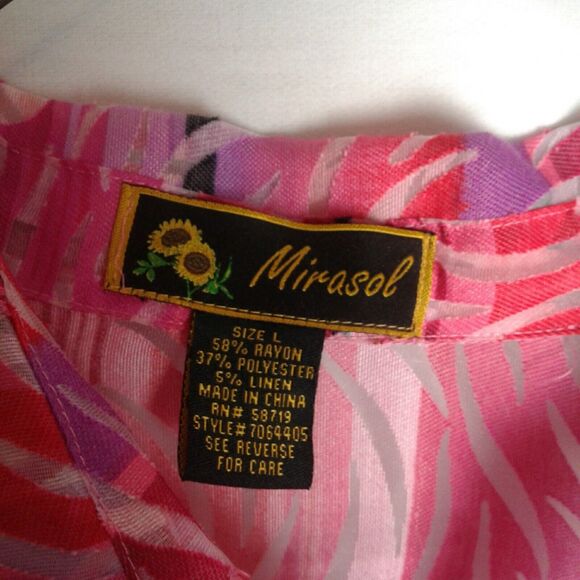 Mirasol
SIZE L
58% RAYON
37% POLYESTER
5% LINEN
MADE IN CHINA
RN# 58719
STYLE# 7064405
SEE REVERSE
FOR CARE